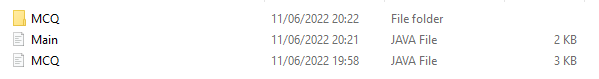 MCQ 11/06/2022 20:22 File folder
Main 11/06/2022 20:21 JAVA File 2 KB
MCQ 11/06/2022 19:58 JAVA File 3 KB